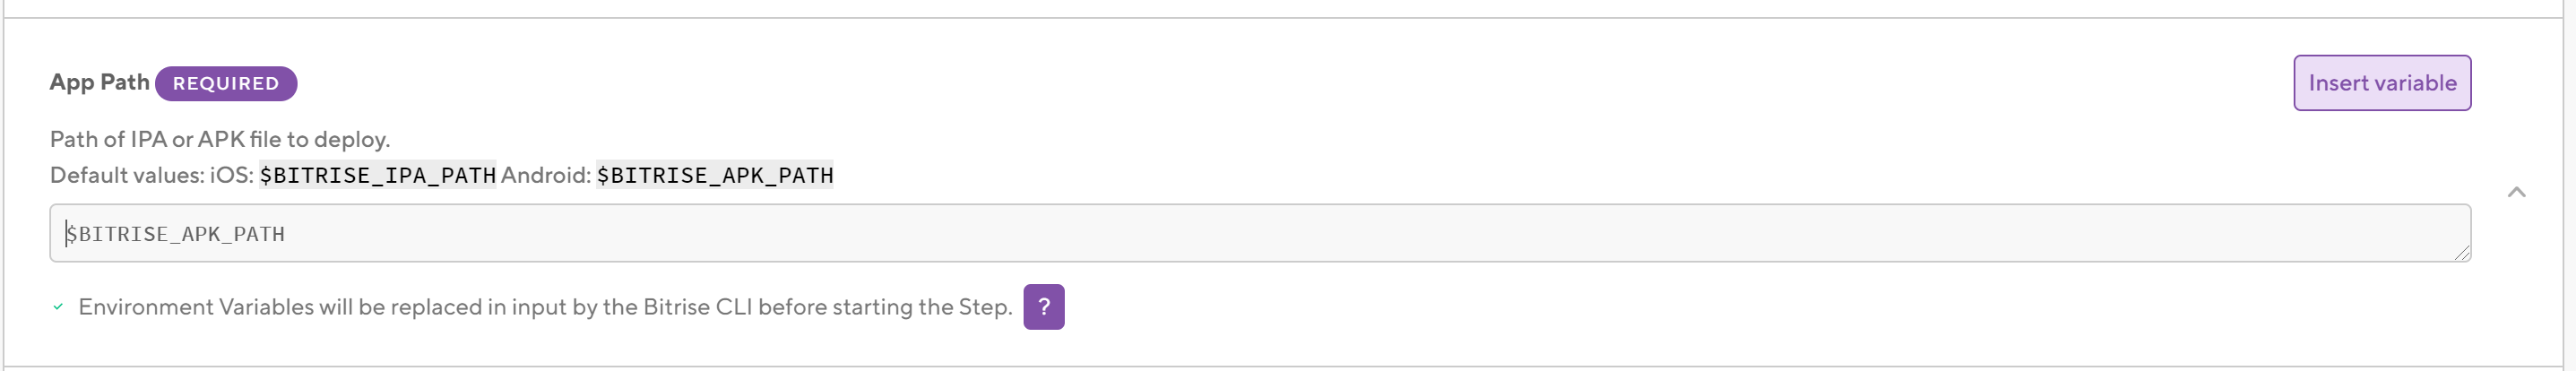 App Path REQUIRED
Insert variable
Path of IPA or APK file to deploy.
Default values: iOS: $BITRISE_IPA_PATH Android: $BITRISE_APK_PATH
$BITRISE_APK_PATH
Environment Variables will be replaced in input by the Bitrise CLI before starting the Step. ?